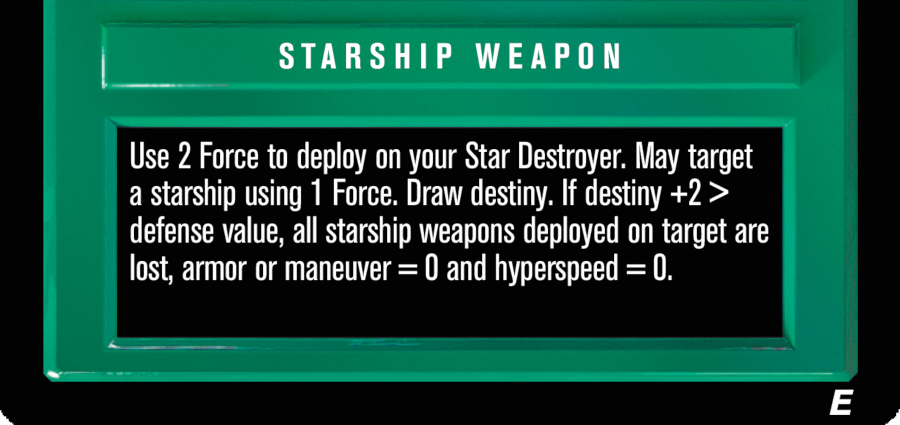 STARSHIP WEAPON
Use 2 Force to deploy on your Star Destroyer. May target
a starship using 1 Force. Draw destiny. If destiny +2 >
defense value, all starship weapons deployed on target are
lost, armor or maneuver = 0 and hyperspeed = 0.
E